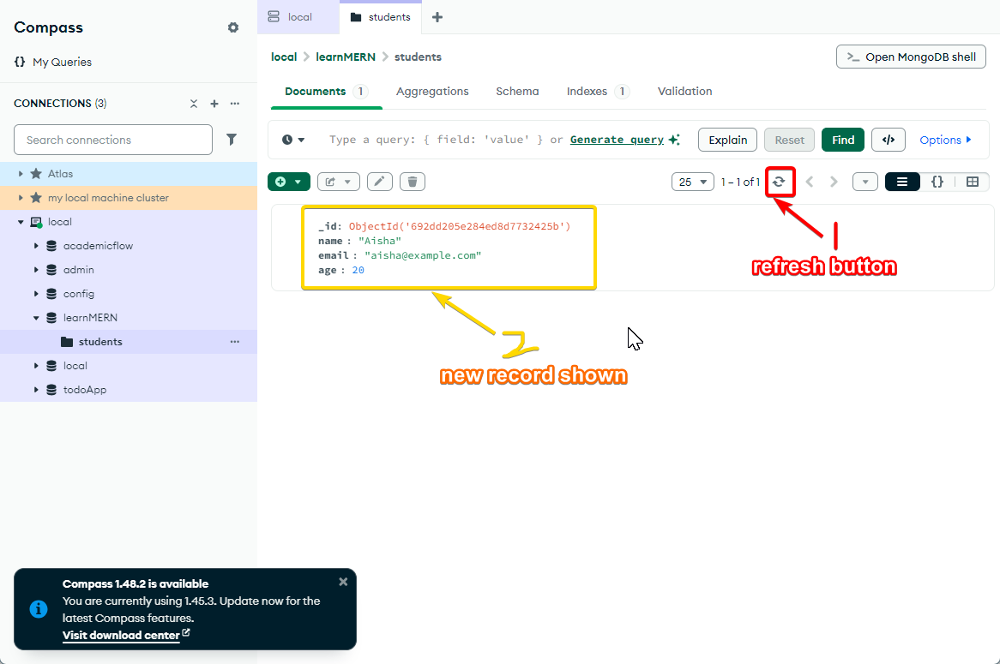 Compass
My Queries
CONNECTIONS (3)
Search connections
Atlas
my local machine cluster
local
academicflow
admin
config
learnMERN
students
local
todoApp
local
students
local > learnMERN > students
>_ Open MongoDB shell
Documents 1
Aggregations
Schema
Indexes 1
Validation
Type a query: { field: 'value' } or Generate query
Explain
Reset
Find
</>
Options
25
1 – 1 of 1
{}
_id: ObjectId('692dd205e284ed8d7732425b')
name : "Aisha"
email : "aisha@example.com"
age : 20
1
refresh button
2
new record shown
Compass 1.48.2 is available
You are currently using 1.45.3. Update now for the
latest Compass features.
Visit download center